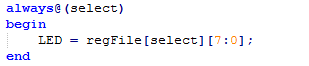 always@(select)
begin
    LED = regFile[select][7:0];
end